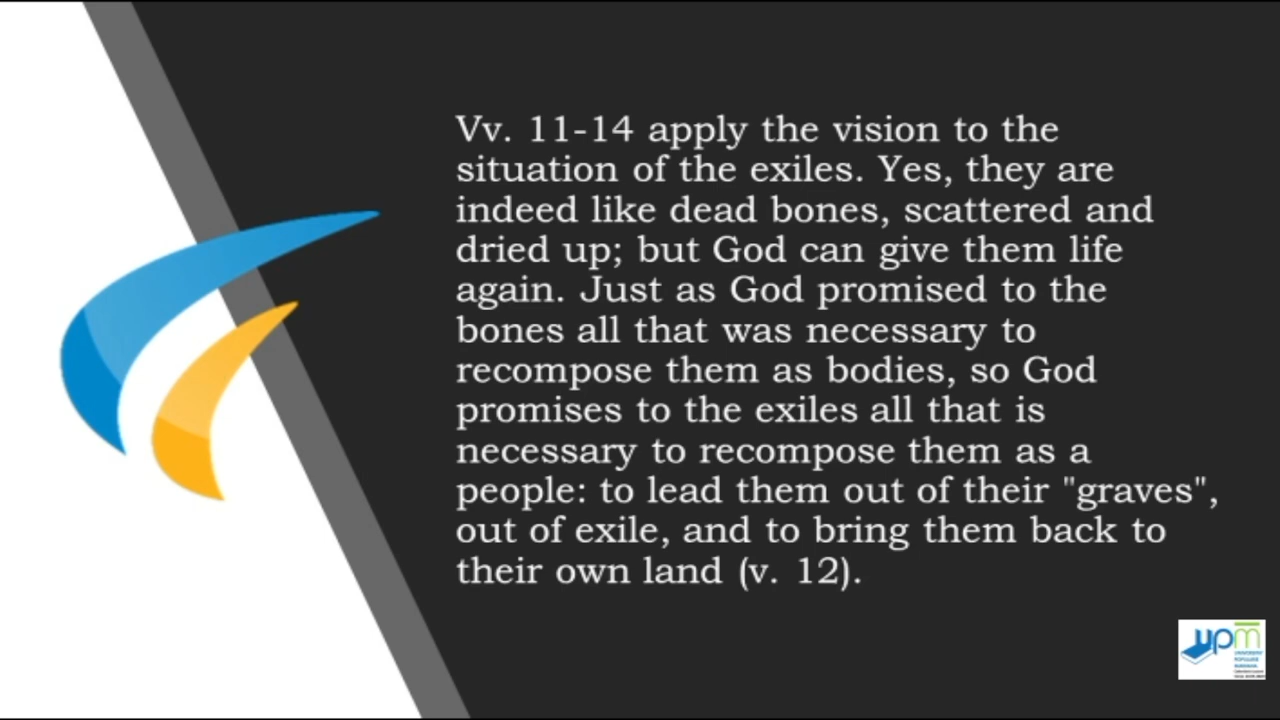 Vv. 11-14 apply the vision to the
situation of the exiles. Yes, they are
indeed like dead bones, scattered and
dried up; but God can give them life
again. Just as God promised to the
bones all that was necessary to
recompose them as bodies, so God
promises to the exiles all that is
necessary to recompose them as a
people: to lead them out of their "graves",
out of exile, and to bring them back to
their own land (v. 12).
upm